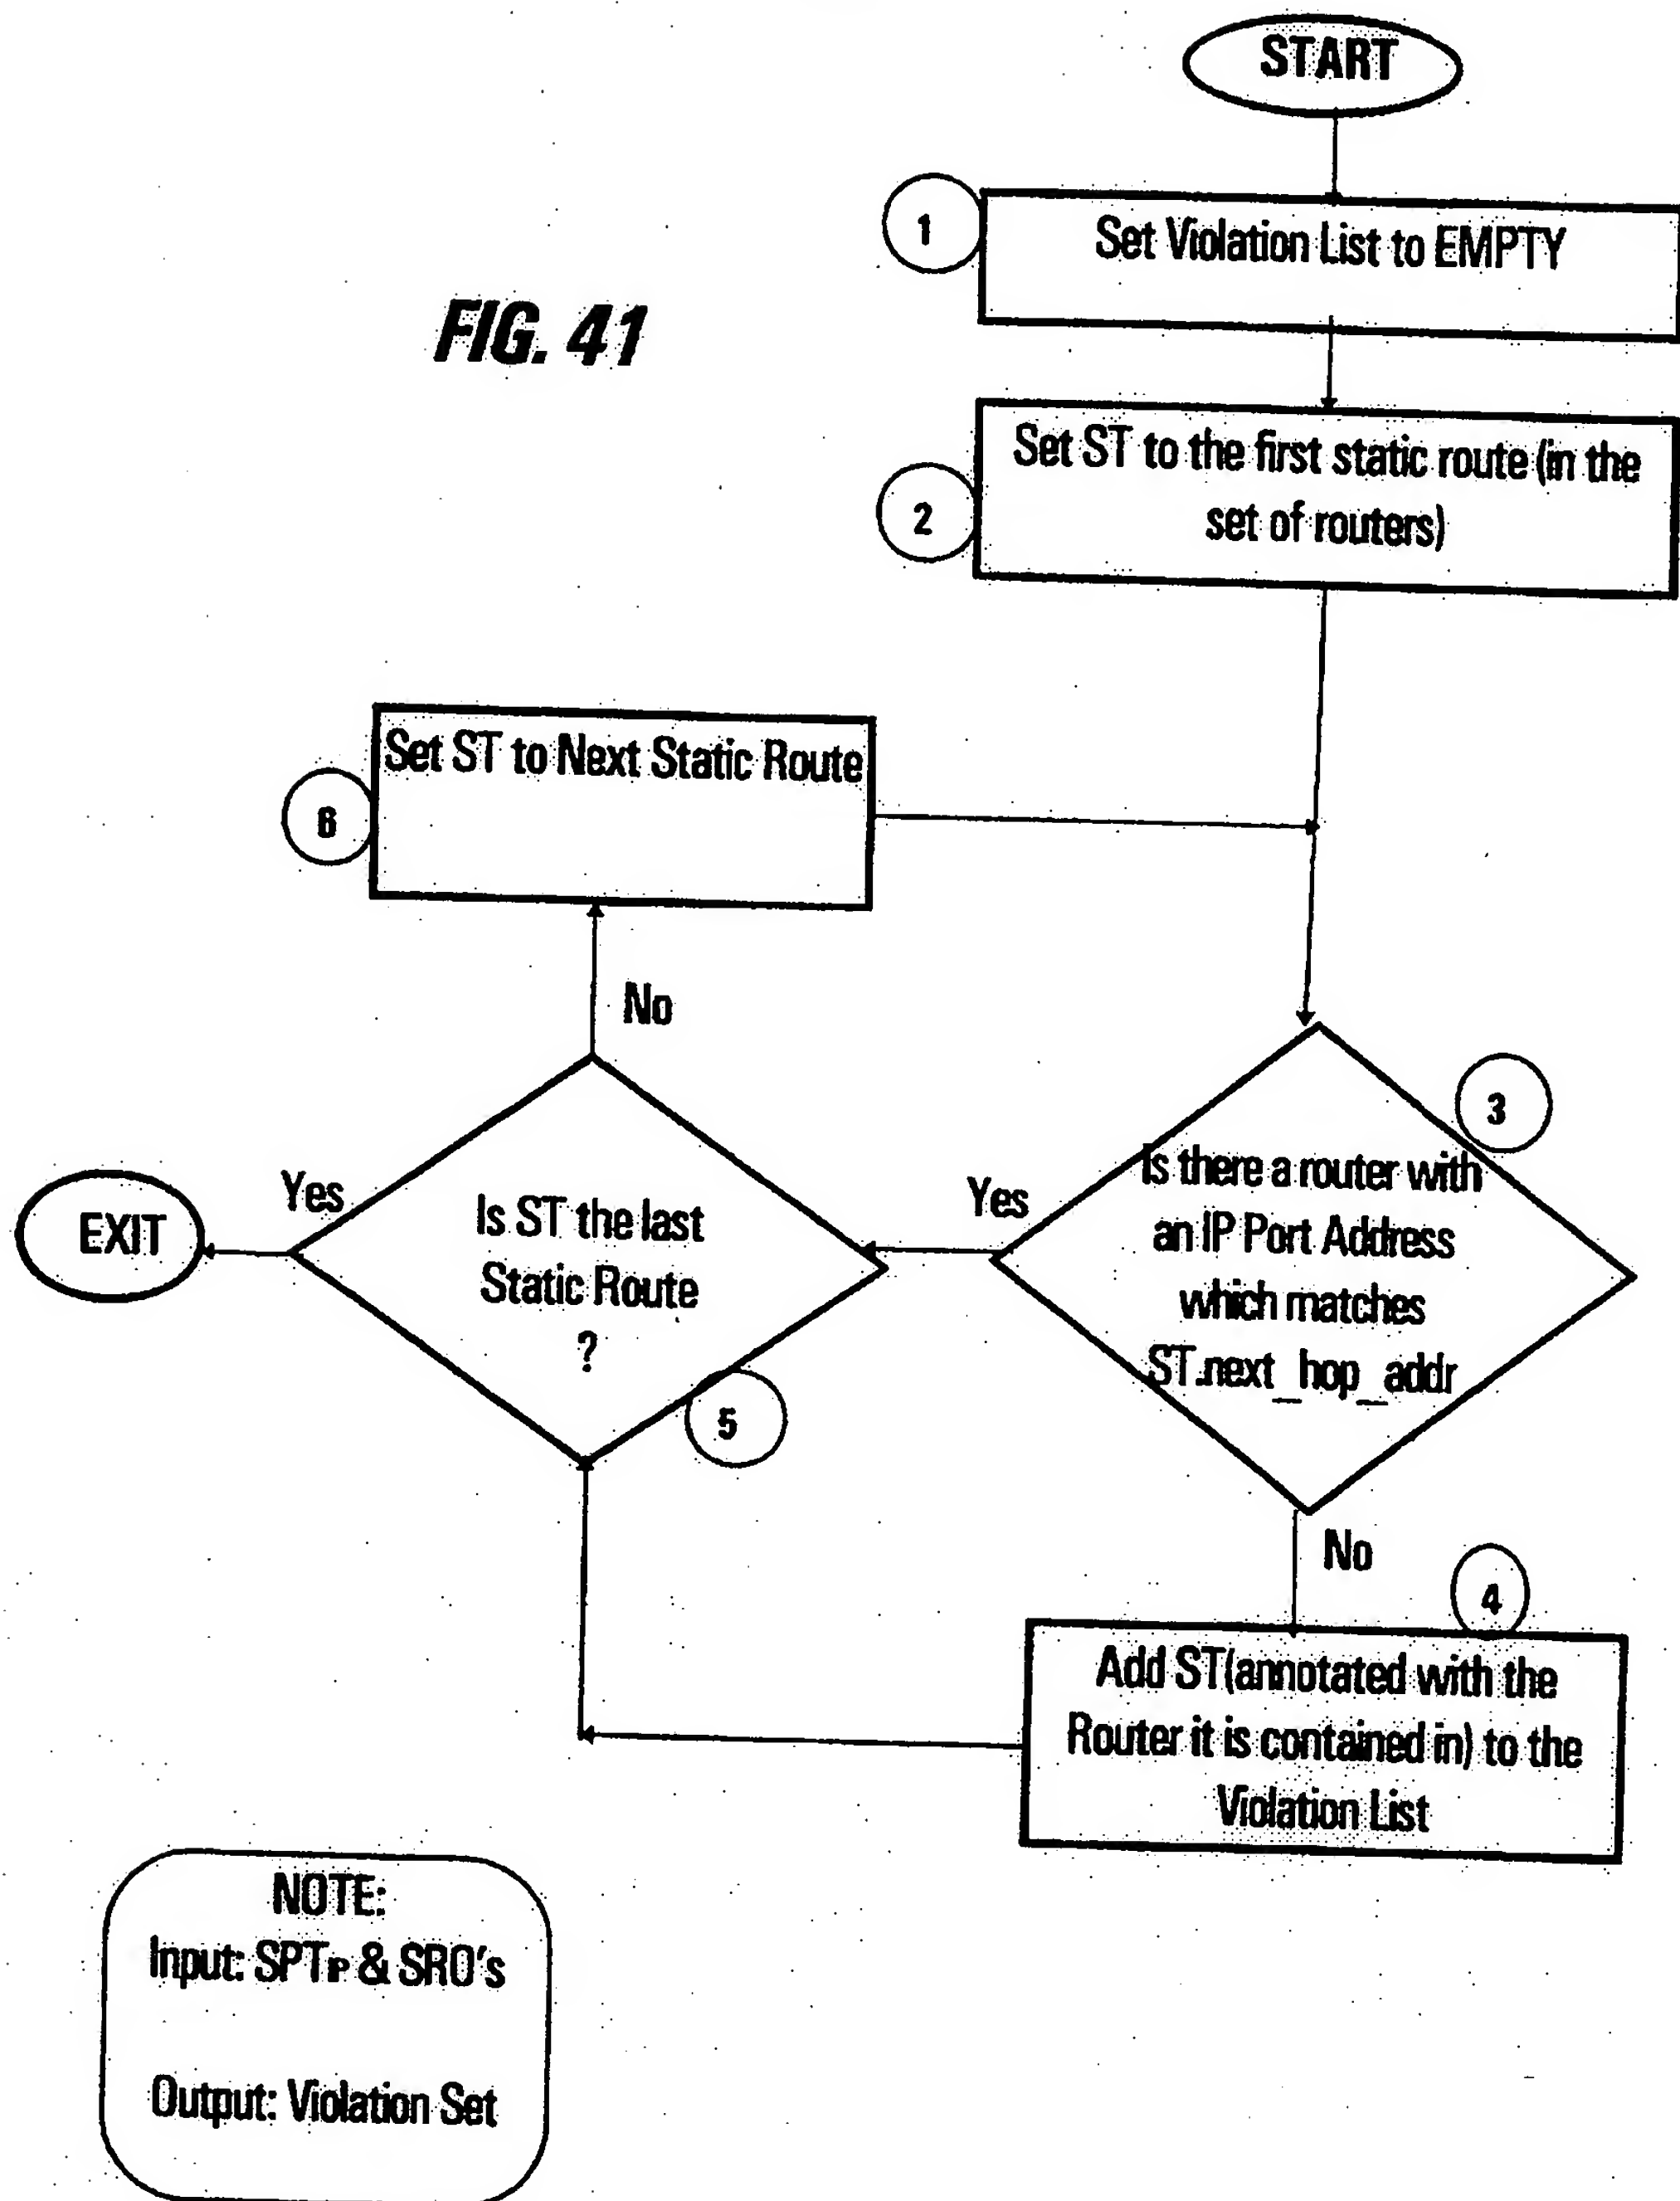 START
1
Set Violation List to EMPTY
FIG. 41
2
Set ST to the first static route (in the
set of routers)
6
Set ST to Next Static Route
No
3
Is there a router with
an IP Port Address
which matches
ST.next_hop_addr
Yes
Is ST the last
Static Route
?
Yes
EXIT
5
No
4
Add ST(annotated with the
Router it is contained in) to the
Violation List
NOTE:
Input: SPTIP & SRO's
Output: Violation Set